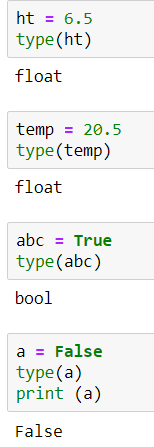 ht = 6.5
type(ht)
float
temp = 20.5
type(temp)
float
abc = True
type(abc)
bool
a = False
type(a)
print (a)
False